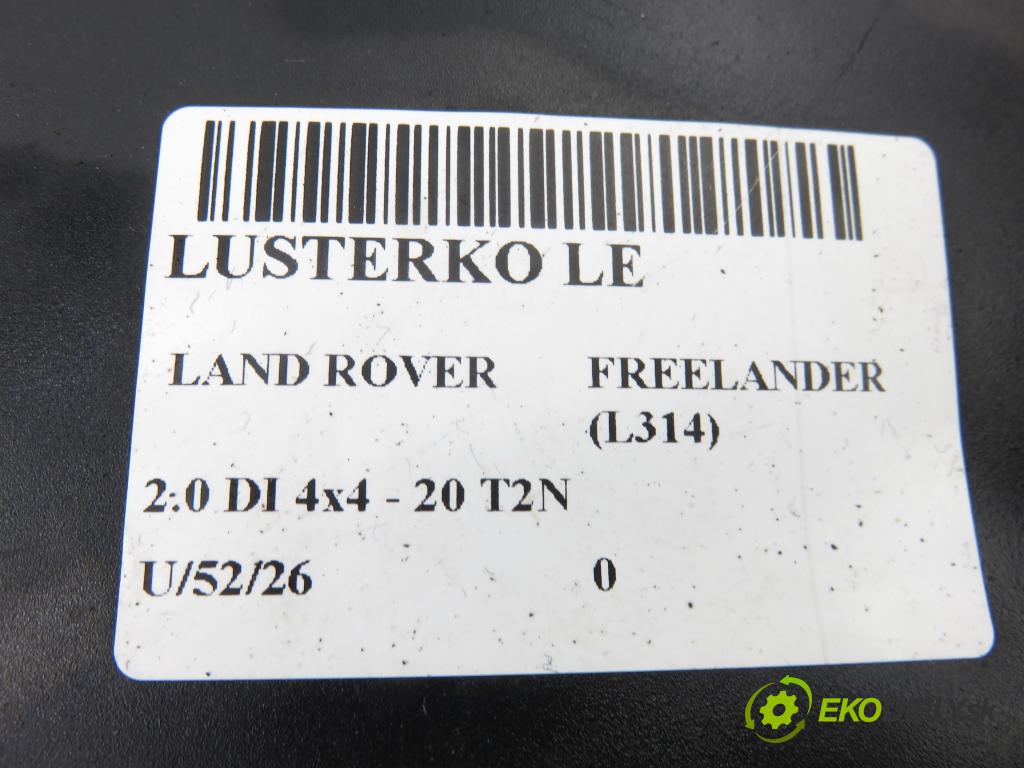 LUSTERKO LE
LAND ROVER FREELANDER
(L314)
2.0 DI 4x4 - 20 T2N
U/52/26 0
EKO